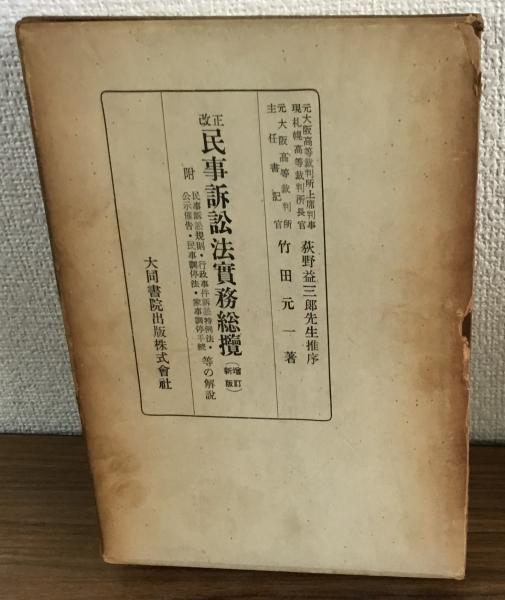 元大阪高等裁判所上席判事
現札幌高等裁判所長官
荻野益三郎先生推序
元大阪高等裁判所
主任書記官
竹田元一著
改正
民事訴訟法實務総攬
(増訂新版)
附
民事訴訟規則・行政事件訴訟特例法・
公示催告・民事調停法・家事調停手続
等の解説
大同書院出版株式會社